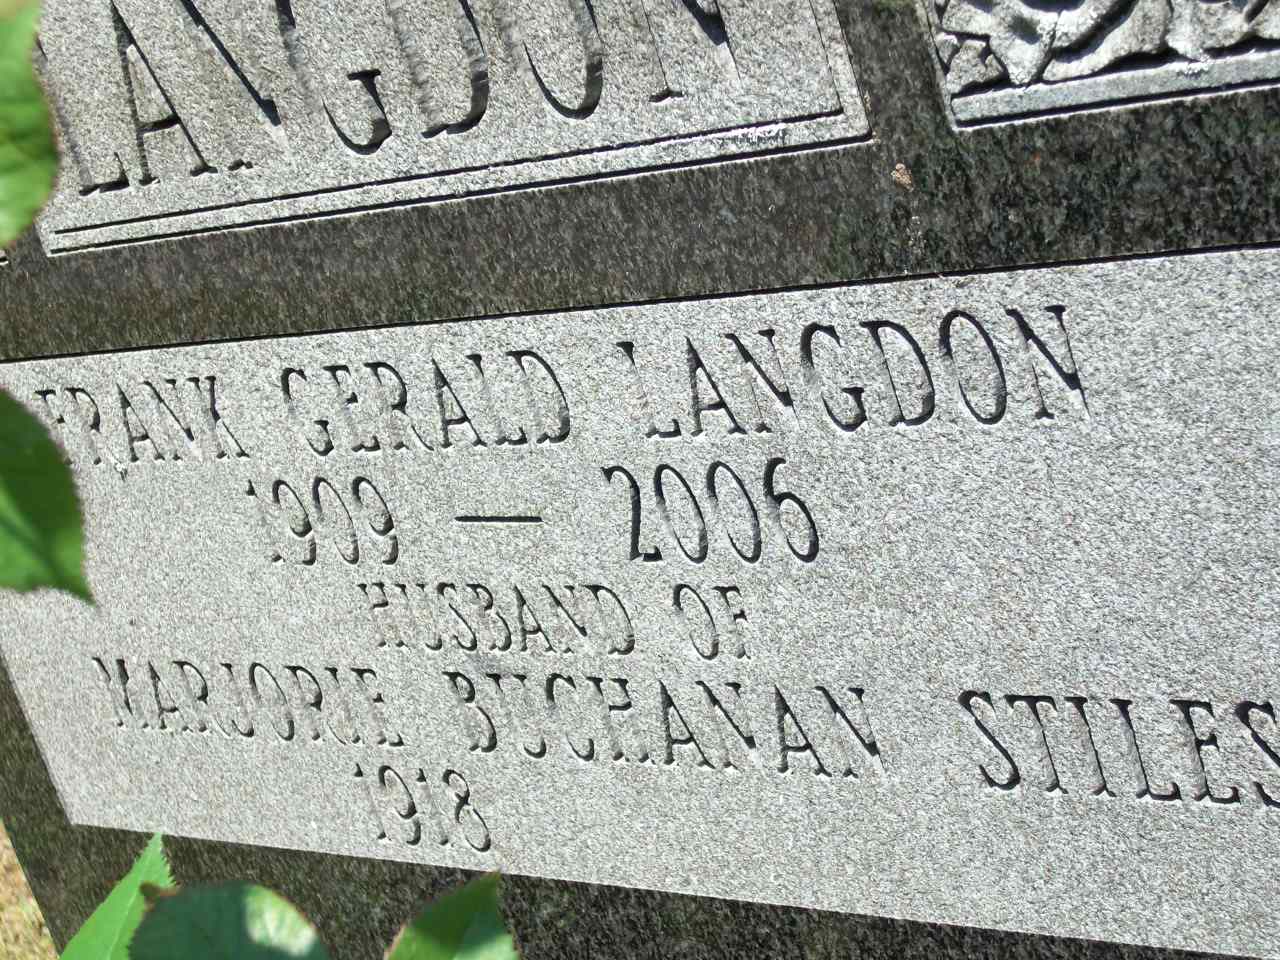 LANGDON
FRANK GERALD LANGDON
1909 — 2006
HUSBAND OF
MARJORIE BUCHANAN STILES
1918